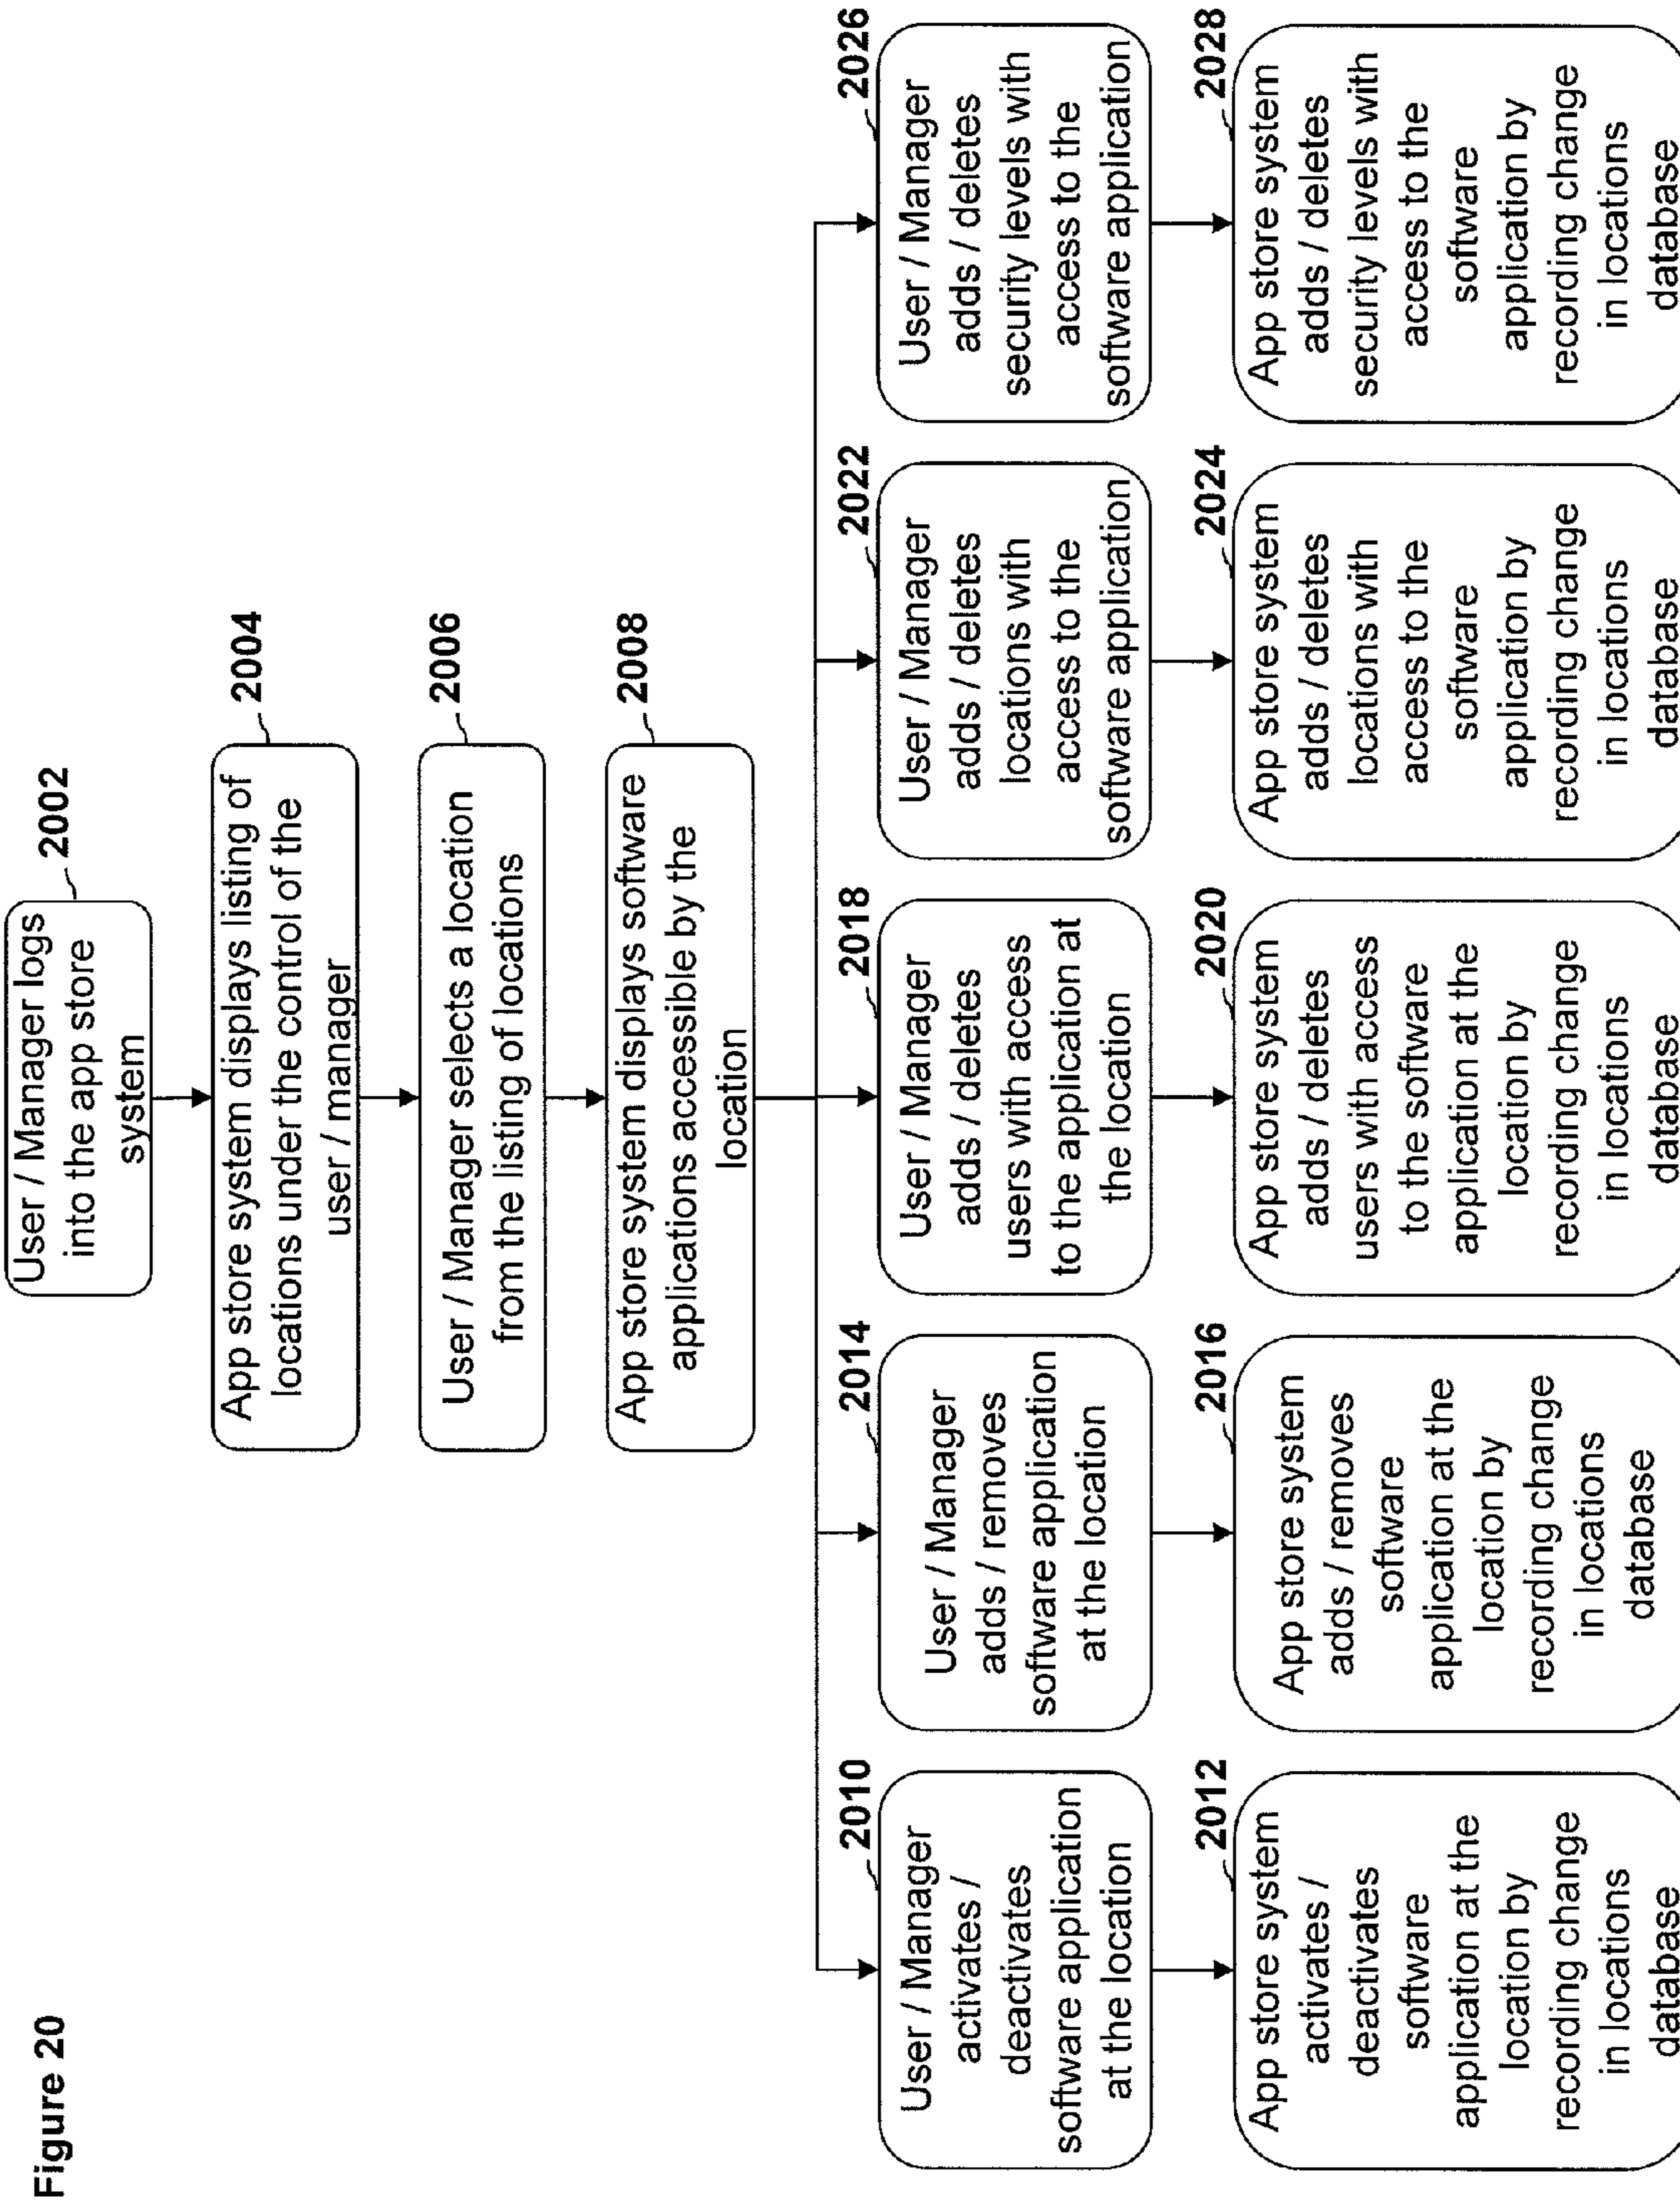 Figure 20
User / Manager logs
into the app store
system
2002
App store system displays listing of
locations under the control of the
user / manager
2004
User / Manager selects a location
from the listing of locations
2006
App store system displays software
applications accessible by the
location
2008
User / Manager
activates /
deactivates
software application
at the location
2010
App store system
activates /
deactivates
software
application at the
location by
recording change
in locations
database
2012
User / Manager
adds / removes
software application
at the location
2014
App store system
adds / removes
software
application at the
location by
recording change
in locations
database
2016
User / Manager
adds / deletes
users with access
to the application at
the location
2018
App store system
adds / deletes
users with access
to the software
application at the
location by
recording change
in locations
database
2020
User / Manager
adds / deletes
locations with
access to the
software application
2022
App store system
adds / deletes
locations with
access to the
software
application by
recording change
in locations
database
2024
User / Manager
adds / deletes
security levels with
access to the
software application
2026
App store system
adds / deletes
security levels with
access to the
software
application by
recording change
in locations
database
2028